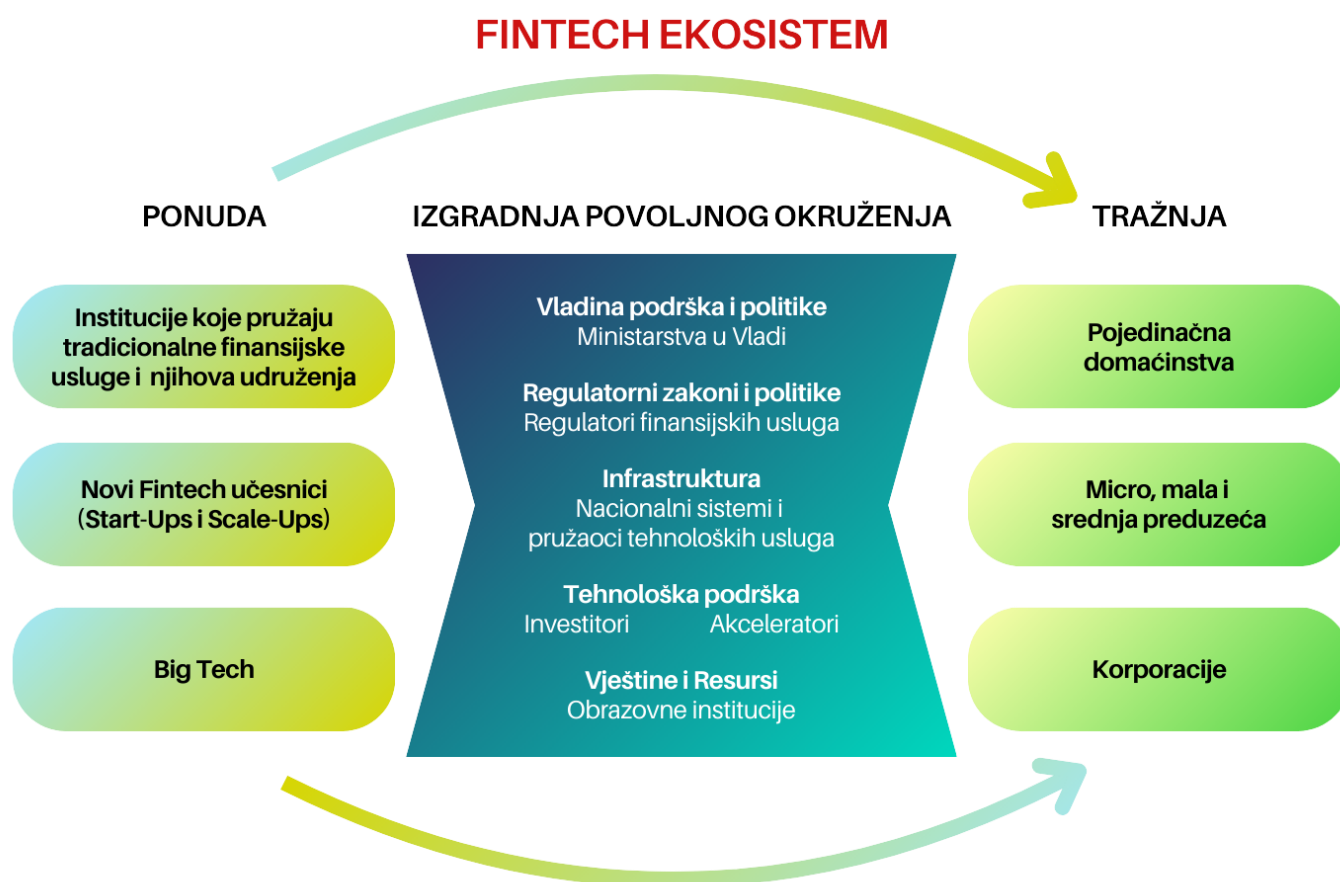 FINTECH EKOSISTEM
PONUDA
Institucije koje pružaju
tradicionalne finansijske
usluge i njihova udruženja
Novi Fintech učesnici
(Start-Ups i Scale-Ups)
Big Tech
IZGRADNJA POVOLJNOG OKRUŽENJA
Vladina podrška i politike
Ministarstva u Vladi
Regulatorni zakoni i politike
Regulatori finansijskih usluga
Infrastruktura
Nacionalni sistemi i
pružaoci tehnoloških usluga
Tehnološka podrška
Investitori Akceleratori
Vještine i Resursi
Obrazovne institucije
TRAŽNJA
Pojedinačna
domaćinstva
Micro, mala i
srednja preduzeća
Korporacije